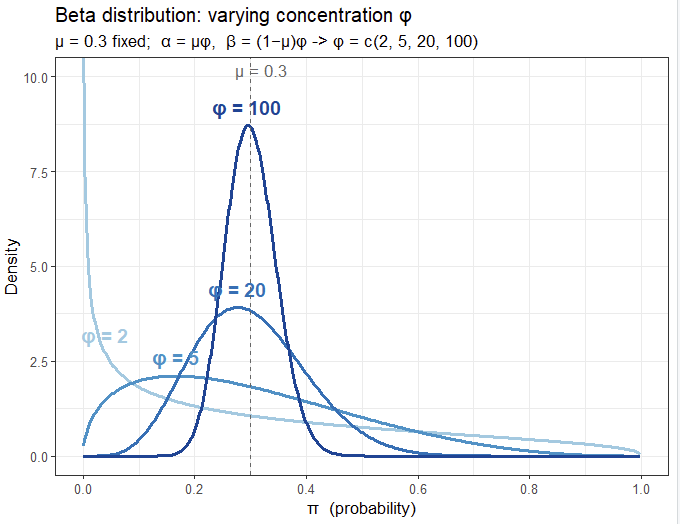 Beta distribution: varying concentration φ
μ = 0.3 fixed;  α = μφ,  β = (1−μ)φ -> φ = c(2, 5, 20, 100)
μ = 0.3
φ = 100
φ = 20
φ = 2
φ = 5
10.0
7.5
5.0
2.5
0.0
Density
0.0 0.2 0.4 0.6 0.8 1.0
π  (probability)